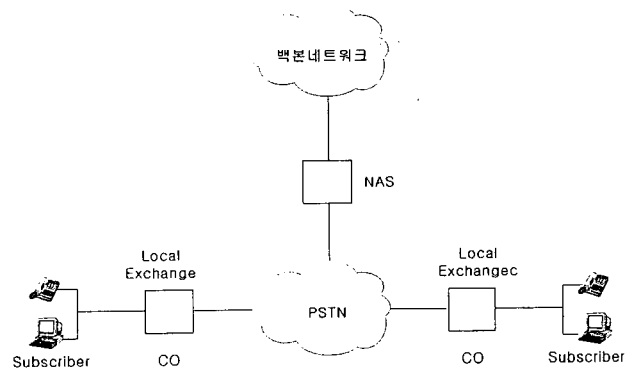 백본네트워크
NAS
Local
Exchange
Local
Exchangec
PSTN
Subscriber
CO
CO
Subscriber